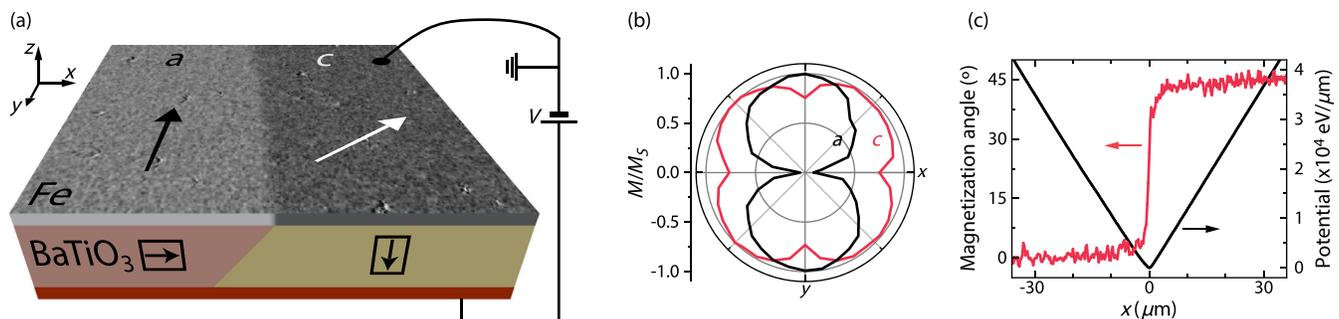 (a)
z
x
y
a
c
V
Fe
BaTiO3
(b)
M/MS
1.0
0.5
0.0
-0.5
-1.0
a
c
x
y
(c)
Magnetization angle (º)
45
30
15
0
-30
0
30
x (μm)
4
3
2
1
0
Potential (x10⁴ eV/μm)